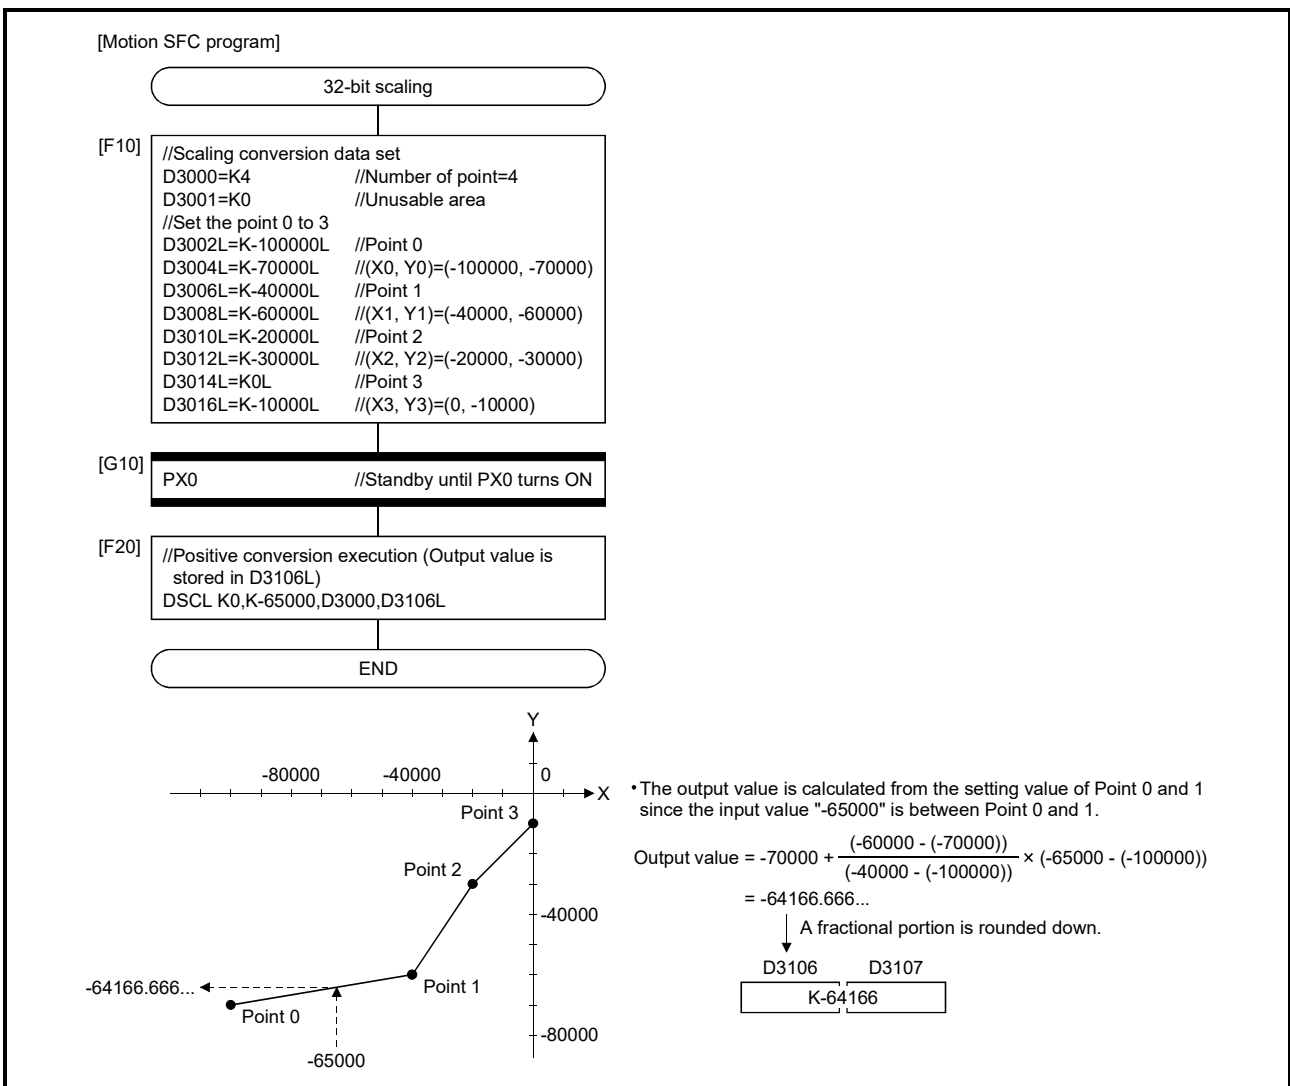 [Motion SFC program]
32-bit scaling
[F10]
//Scaling conversion data set
D3000=K4 //Number of point=4
D3001=K0 //Unusable area
//Set the point 0 to 3
D3002L=K-100000L //Point 0
D3004L=K-70000L //(X0, Y0)=(-100000, -70000)
D3006L=K-40000L //Point 1
D3008L=K-60000L //(X1, Y1)=(-40000, -60000)
D3010L=K-20000L //Point 2
D3012L=K-30000L //(X2, Y2)=(-20000, -30000)
D3014L=K0L //Point 3
D3016L=K-10000L //(X3, Y3)=(0, -10000)
[G10]
PX0 //Standby until PX0 turns ON
[F20]
//Positive conversion execution (Output value is
stored in D3106L)
DSCL K0,K-65000,D3000,D3106L
END
Y
-80000 -40000 0
X
Point 3
Point 2
-40000
Point 1
-64166.666...
Point 0
-80000
-65000
• The output value is calculated from the setting value of Point 0 and 1
since the input value "-65000" is between Point 0 and 1.
(-60000 - (-70000))
Output value = -70000 + × (-65000 - (-100000))
(-40000 - (-100000))
= -64166.666...
A fractional portion is rounded down.
D3106 D3107
K-64166